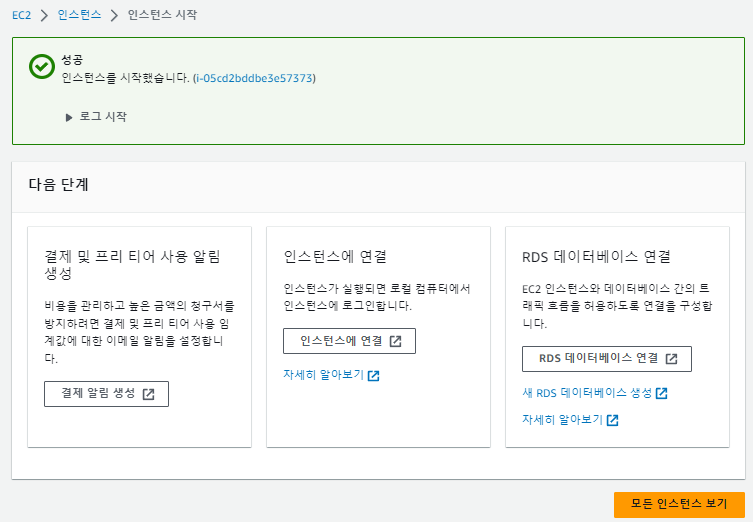 EC2 > 인스턴스 > 인스턴스 시작
성공
인스턴스를 시작했습니다. (i-05cd2bddbe3e57373)
▶ 로그 시작
다음 단계
결제 및 프리 티어 사용 알림
생성
비용을 관리하고 높은 금액의 청구서를
방지하려면 결제 및 프리 티어 사용 임
계값에 대한 이메일 알림을 설정합니
다.
결제 알림 생성
인스턴스에 연결
인스턴스가 실행되면 로컬 컴퓨터에서
인스턴스에 로그인합니다.
인스턴스에 연결
자세히 알아보기
RDS 데이터베이스 연결
EC2 인스턴스와 데이터베이스 간의 트
래픽 흐름을 허용하도록 연결을 구성합
니다.
RDS 데이터베이스 연결
새 RDS 데이터베이스 생성
자세히 알아보기
모든 인스턴스 보기